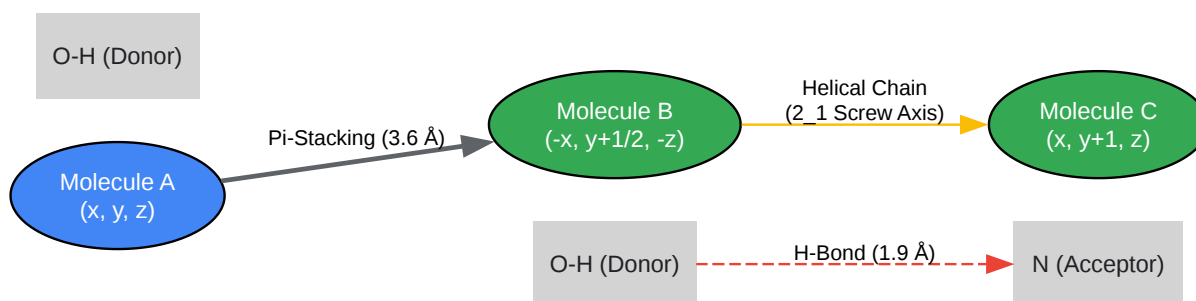 O-H (Donor)
Molecule A
(x, y, z)
Pi-Stacking (3.6 Å)
Molecule B
(-x, y+1/2, -z)
Helical Chain
(2_1 Screw Axis)
Molecule C
(x, y+1, z)
O-H (Donor)
H-Bond (1.9 Å)
N (Acceptor)